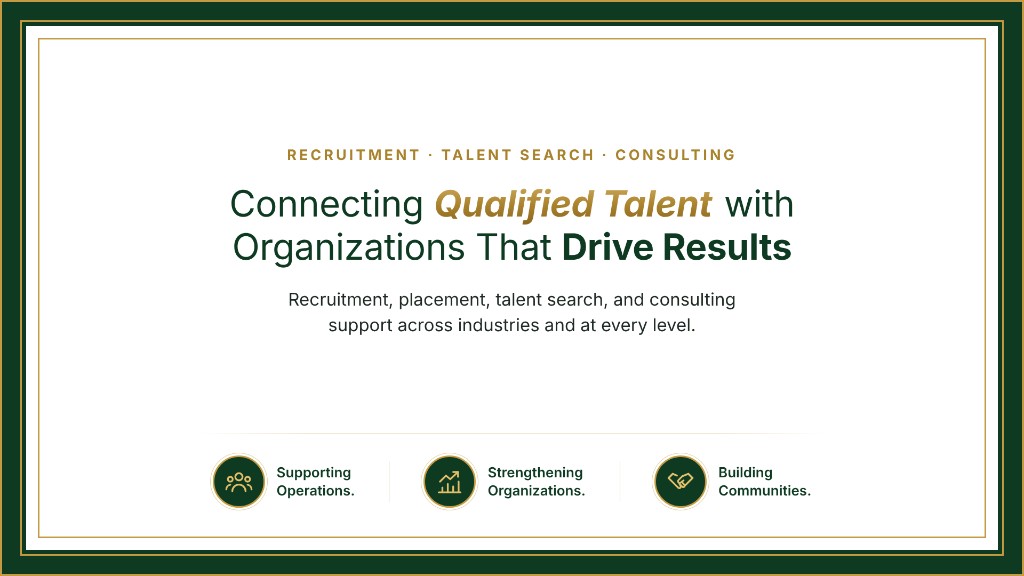 RECRUITMENT · TALENT SEARCH · CONSULTING
Connecting Qualified Talent with
Organizations That Drive Results
Recruitment, placement, talent search, and consulting
support across industries and at every level.
Supporting
Operations.
Strengthening
Organizations.
Building
Communities.